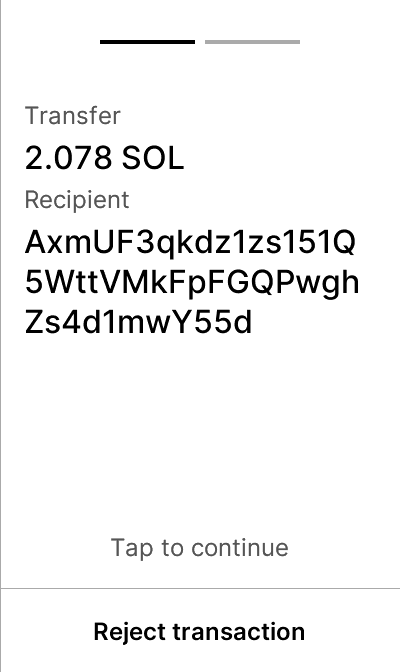 Transfer
2.078 SOL
Recipient
AxmUF3qkdz1zs151Q
5WttVMkFpFGQPwgh
Zs4d1mwY55d
Tap to continue
Reject transaction